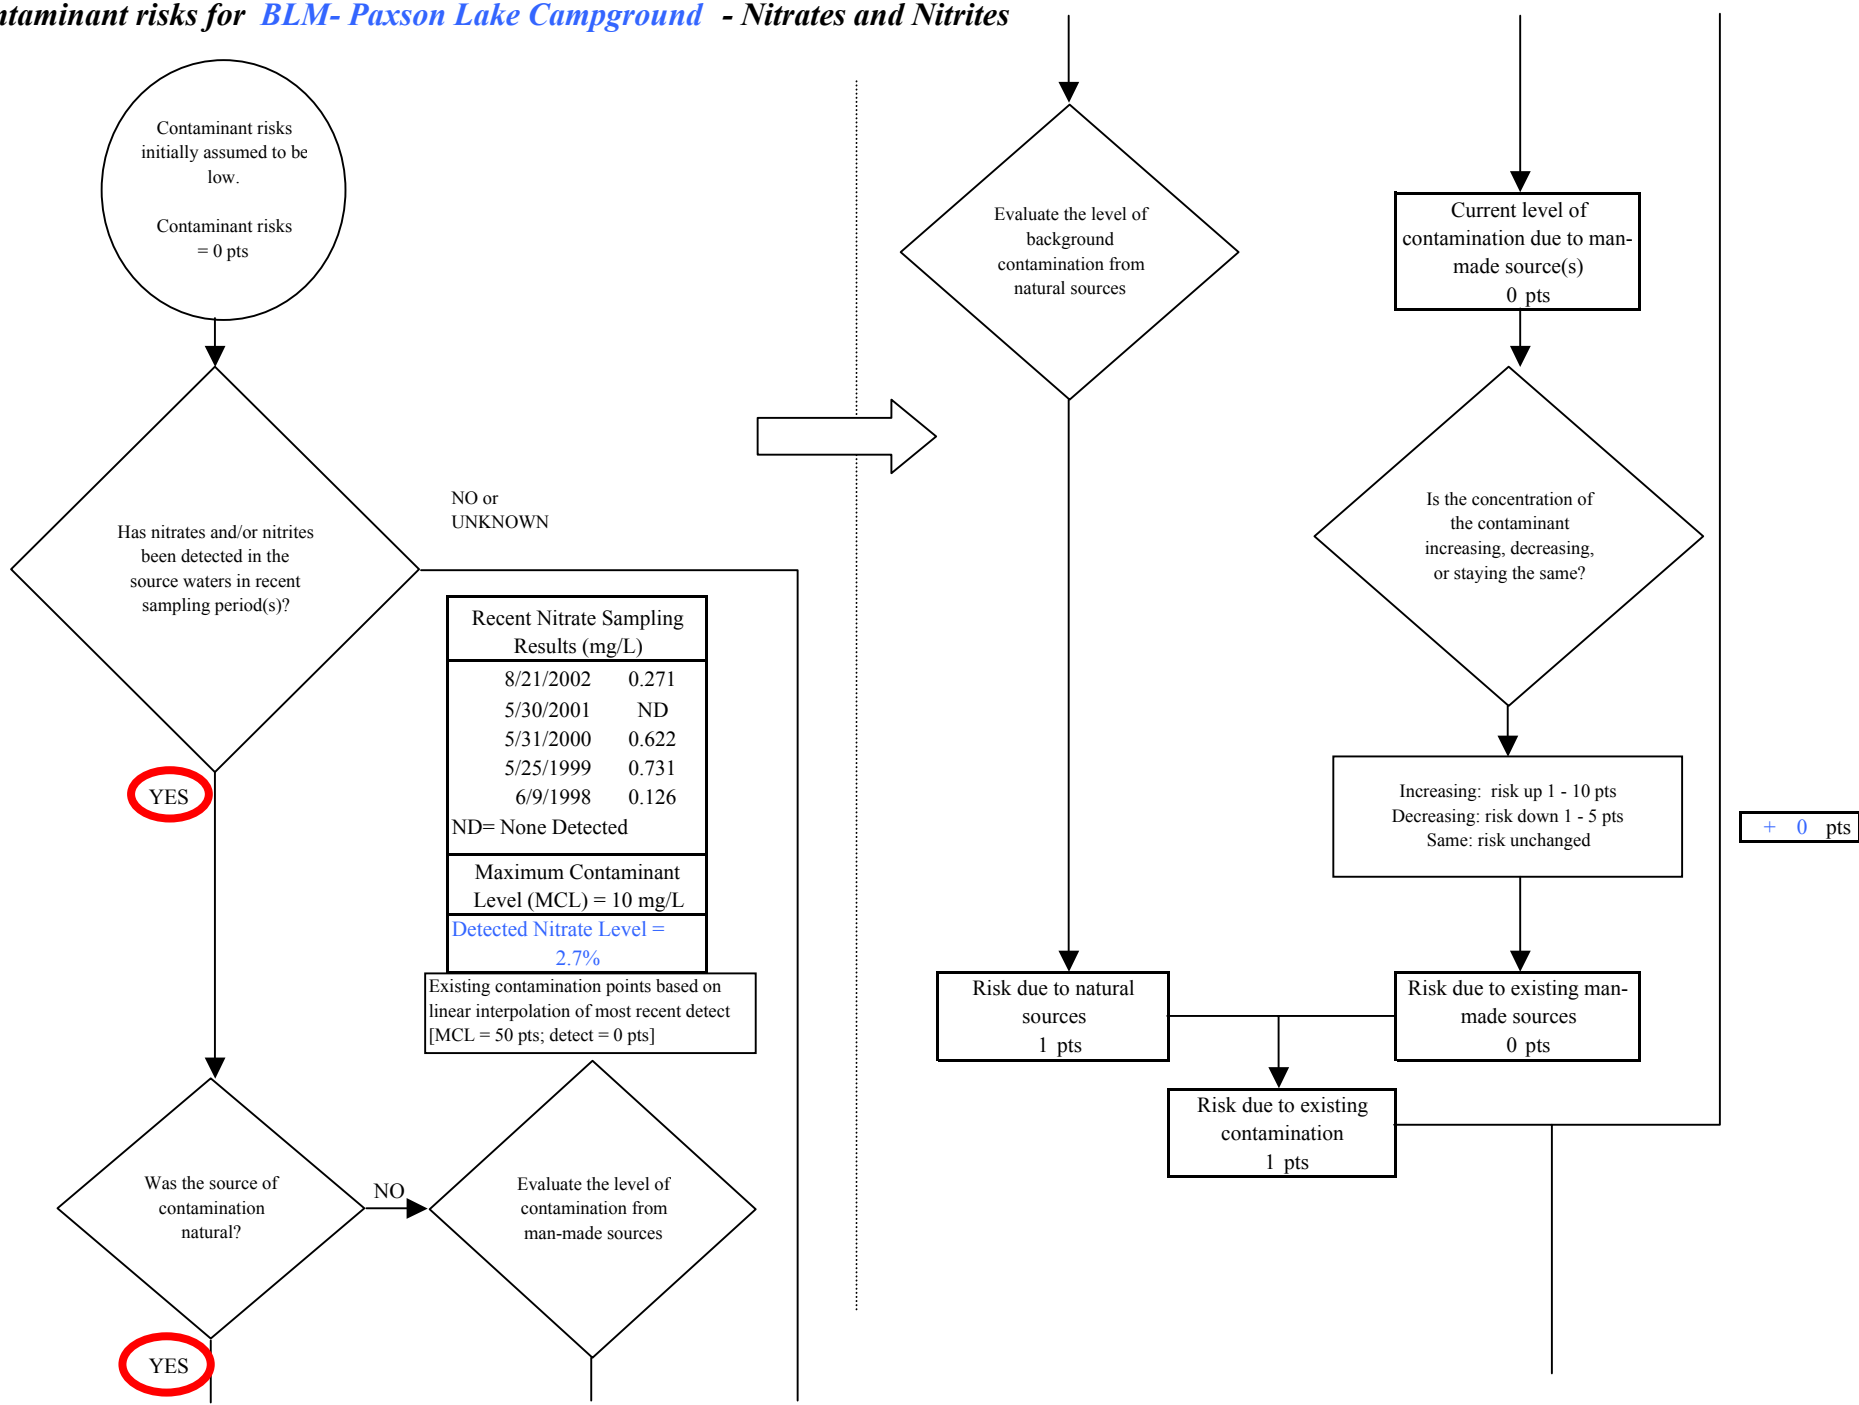 ntaminant risks for BLM- Paxson Lake Campground - Nitrates and Nitrites
Contaminant risks
initially assumed to be
low.
Contaminant risks
= 0 pts
Has nitrates and/or nitrites
been detected in the
source waters in recent
sampling period(s)?
NO or
UNKNOWN
YES
Recent Nitrate Sampling
Results (mg/L)
8/21/2002 0.271
5/30/2001 ND
5/31/2000 0.622
5/25/1999 0.731
6/9/1998 0.126
ND= None Detected
Maximum Contaminant
Level (MCL) = 10 mg/L
Detected Nitrate Level =
2.7%
Existing contamination points based on
linear interpolation of most recent detect
[MCL = 50 pts; detect = 0 pts]
Was the source of
contamination
natural?
NO
Evaluate the level of
contamination from
man-made sources
YES
Evaluate the level of
background
contamination from
natural sources
Current level of
contamination due to man-
made source(s)
0 pts
Is the concentration of
the contaminant
increasing, decreasing,
or staying the same?
Increasing: risk up 1 - 10 pts
Decreasing: risk down 1 - 5 pts
Same: risk unchanged
+ 0 pts
Risk due to natural
sources
1 pts
Risk due to existing man-
made sources
0 pts
Risk due to existing
contamination
1 pts